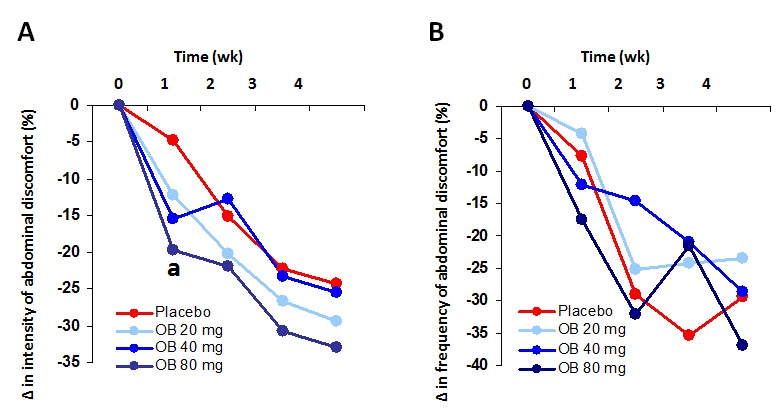 A
Time (wk)
0 1 2 3 4
Δ in intensity of abdominal discomfort (%)
0
-5
-10
-15
-20
-25
-30
-35
a
Placebo
OB 20 mg
OB 40 mg
OB 80 mg
B
Time (wk)
0 1 2 3 4
Δ in frequency of abdominal discomfort (%)
0
-5
-10
-15
-20
-25
-30
-35
-40
Placebo
OB 20 mg
OB 40 mg
OB 80 mg